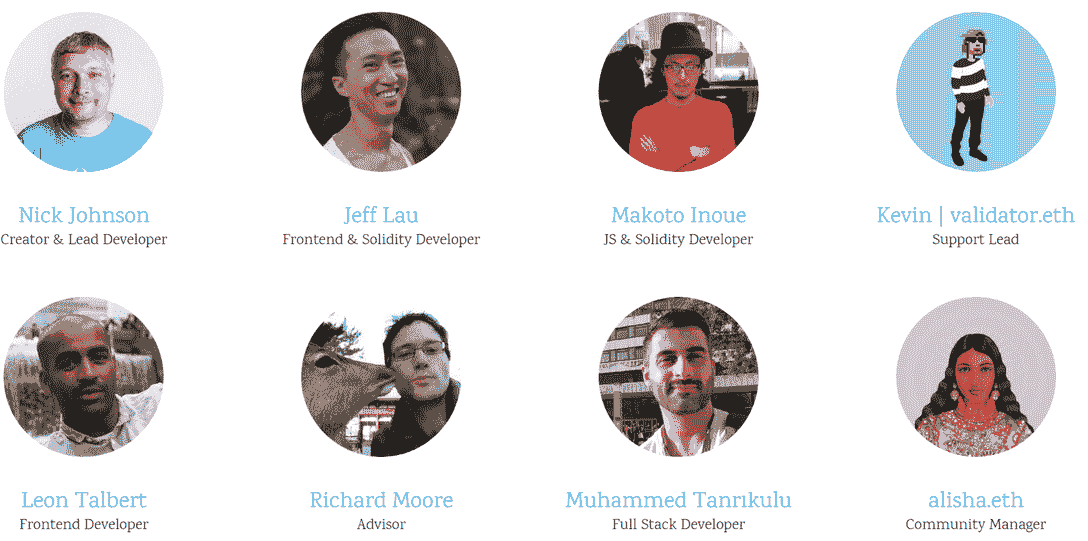 Nick Johnson
Creator & Lead Developer
Jeff Lau
Frontend & Solidity Developer
Makoto Inoue
JS & Solidity Developer
Kevin | validator.eth
Support Lead
Leon Talbert
Frontend Developer
Richard Moore
Advisor
Muhammed Tanrıkulu
Full Stack Developer
alisha.eth
Community Manager